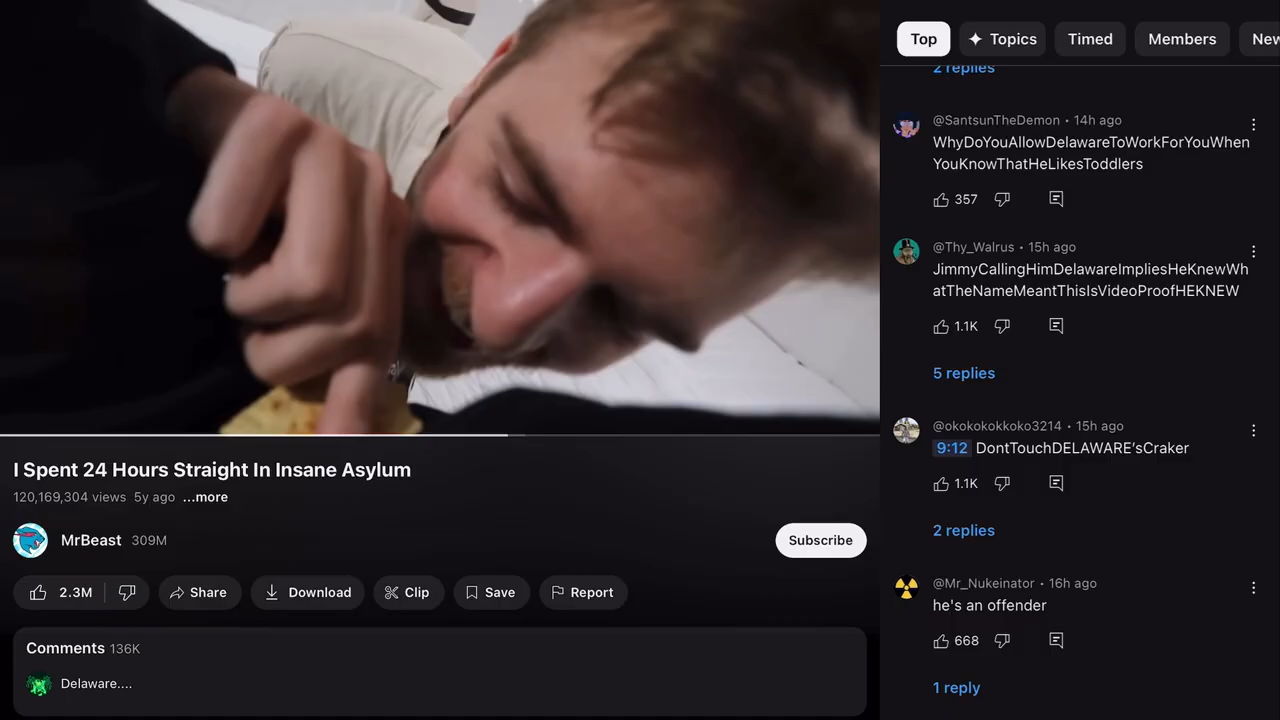 I Spent 24 Hours Straight In Insane Asylum
120,169,304 views 5y ago ...more
MrBeast 309M
Subscribe
2.3M
Share
Download
Clip
Save
Report
Comments 136K
Delaware....
Top
Topics
Timed
Members
New
2 replies
@SantsunTheDemon • 14h ago
WhyDoYouAllowDelawareToWorkForYouWhen
YouKnowThatHeLikesToddlers
357
@Thy_Walrus • 15h ago
JimmyCallingHimDelawareImpliesHeKnewWh
atTheNameMeantThisIsVideoProofHEKNEW
1.1K
5 replies
@okokokokkoko3214 • 15h ago
9:12 DontTouchDELAWARE'sCraker
1.1K
2 replies
@Mr_Nukeinator • 16h ago
he's an offender
668
1 reply